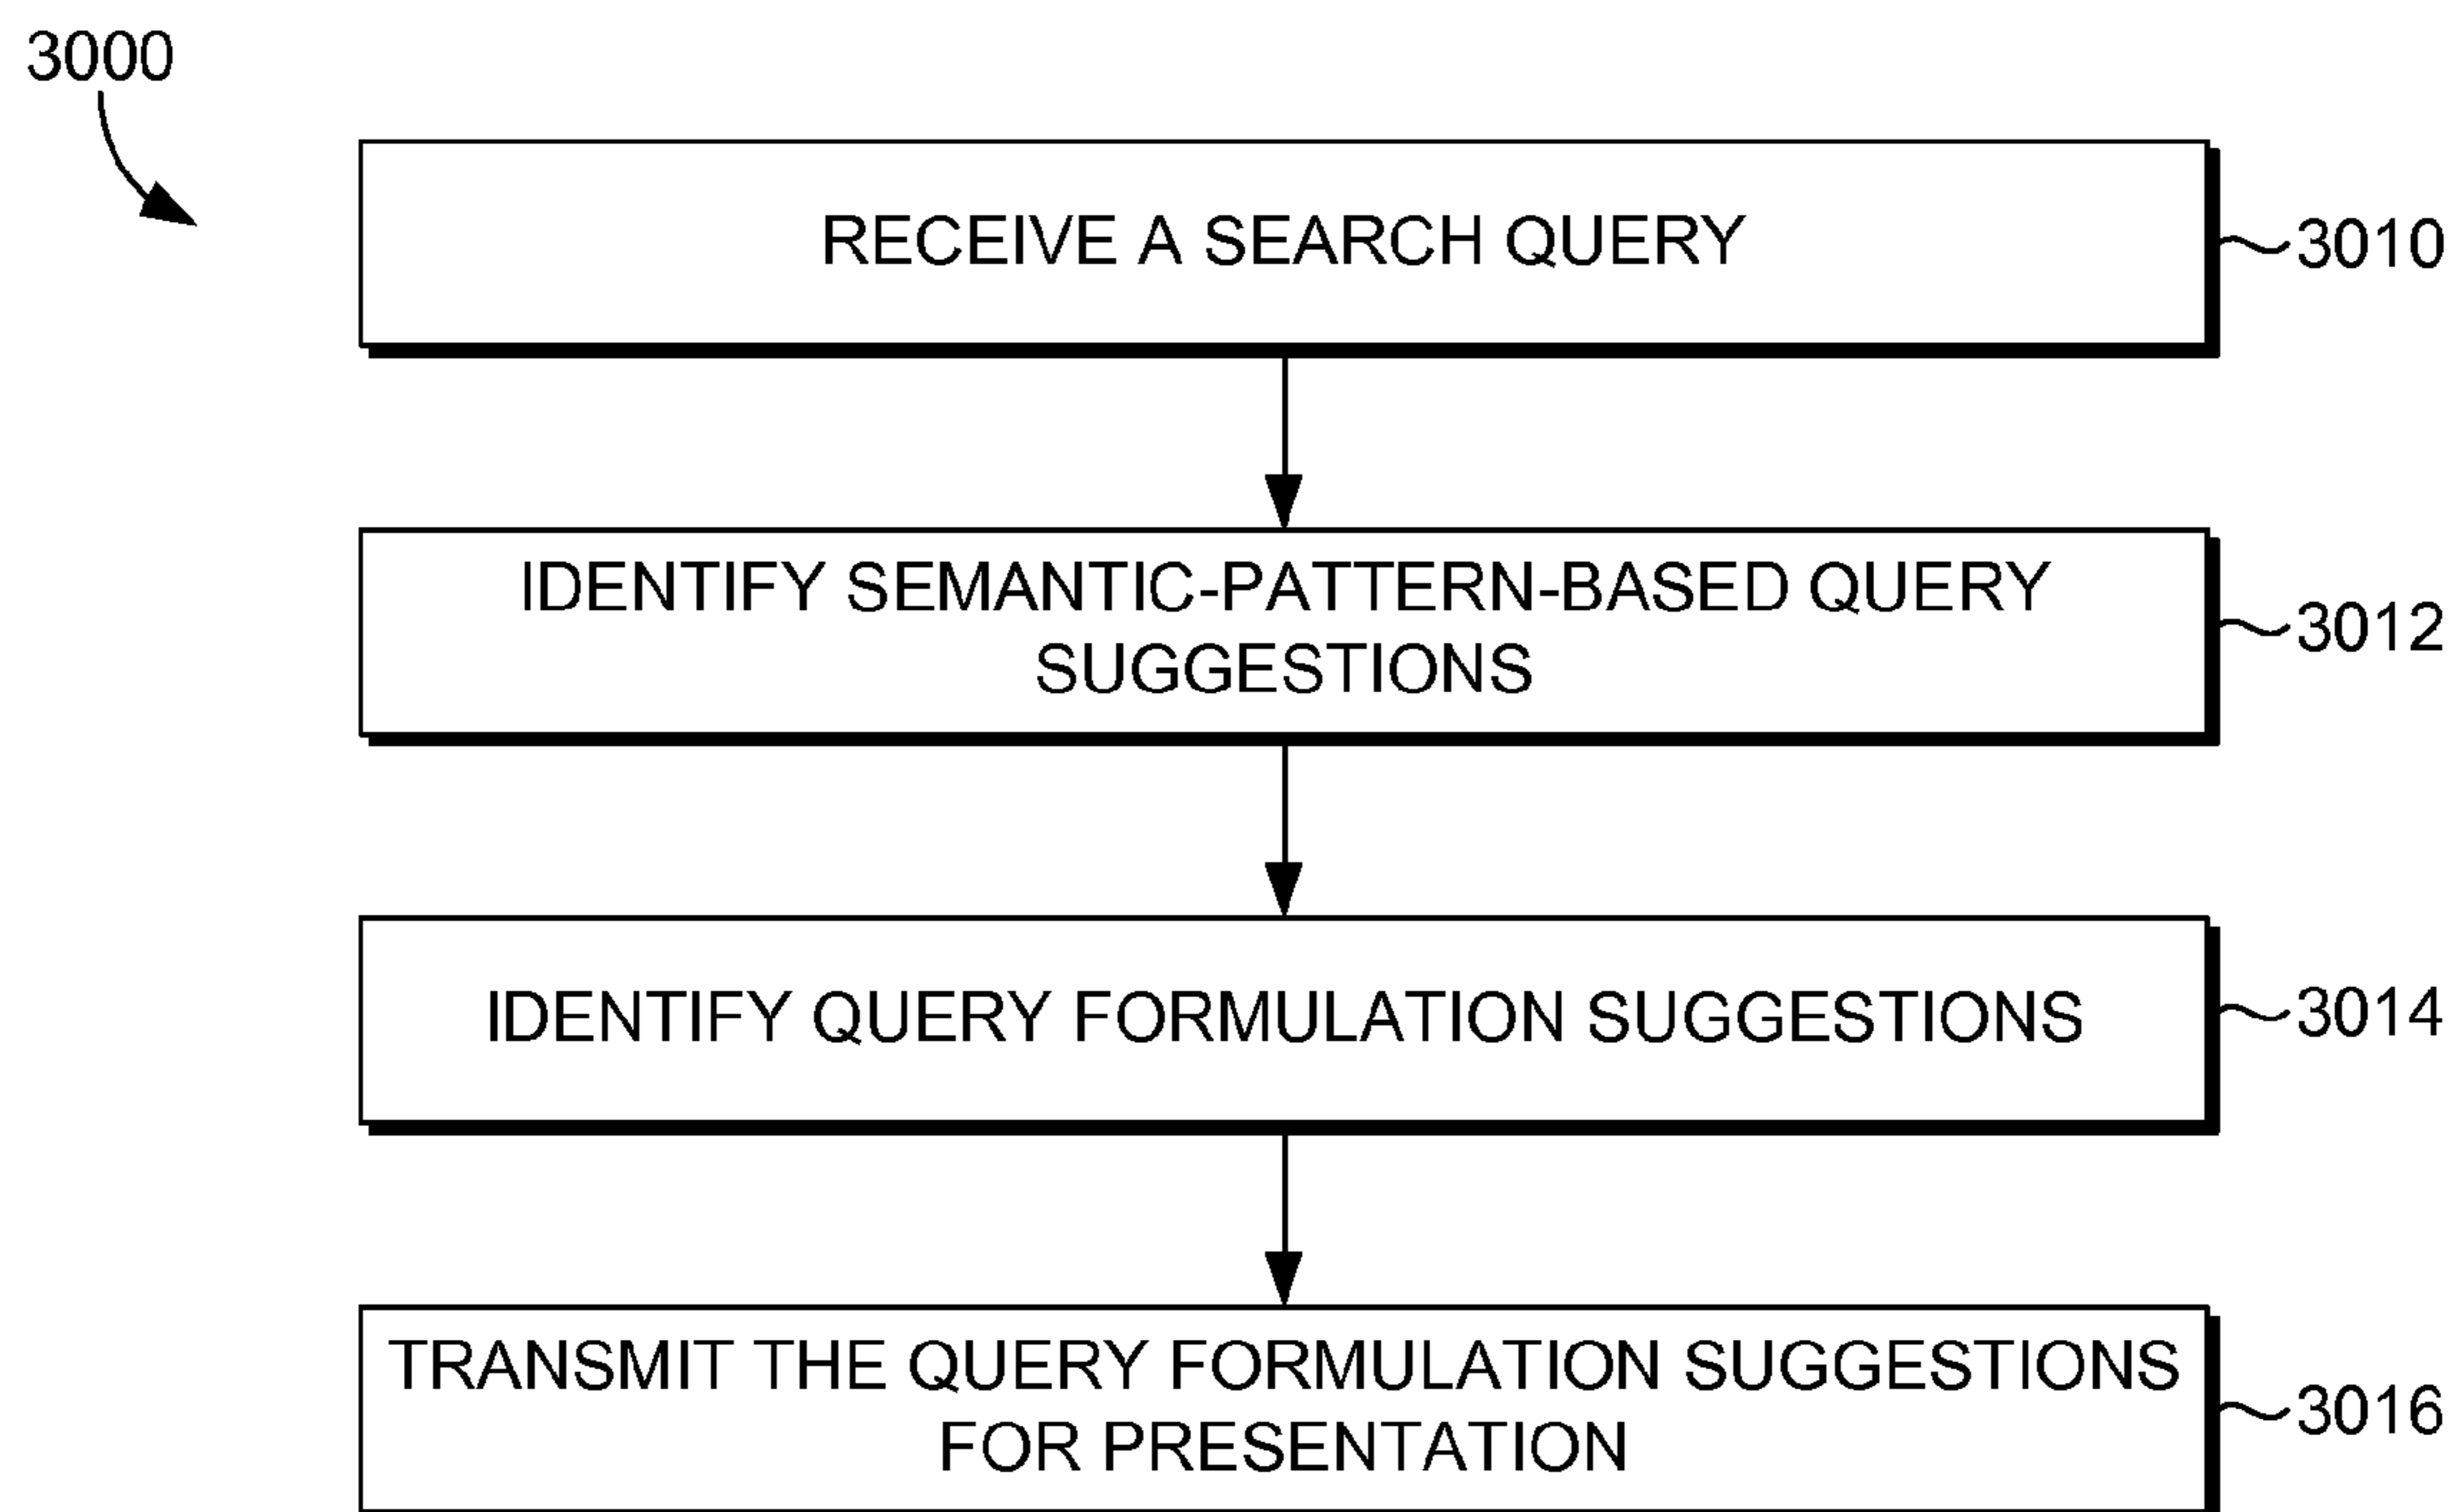 3000
RECEIVE A SEARCH QUERY
3010
IDENTIFY SEMANTIC-PATTERN-BASED QUERY
SUGGESTIONS
3012
IDENTIFY QUERY FORMULATION SUGGESTIONS
3014
TRANSMIT THE QUERY FORMULATION SUGGESTIONS
FOR PRESENTATION
3016